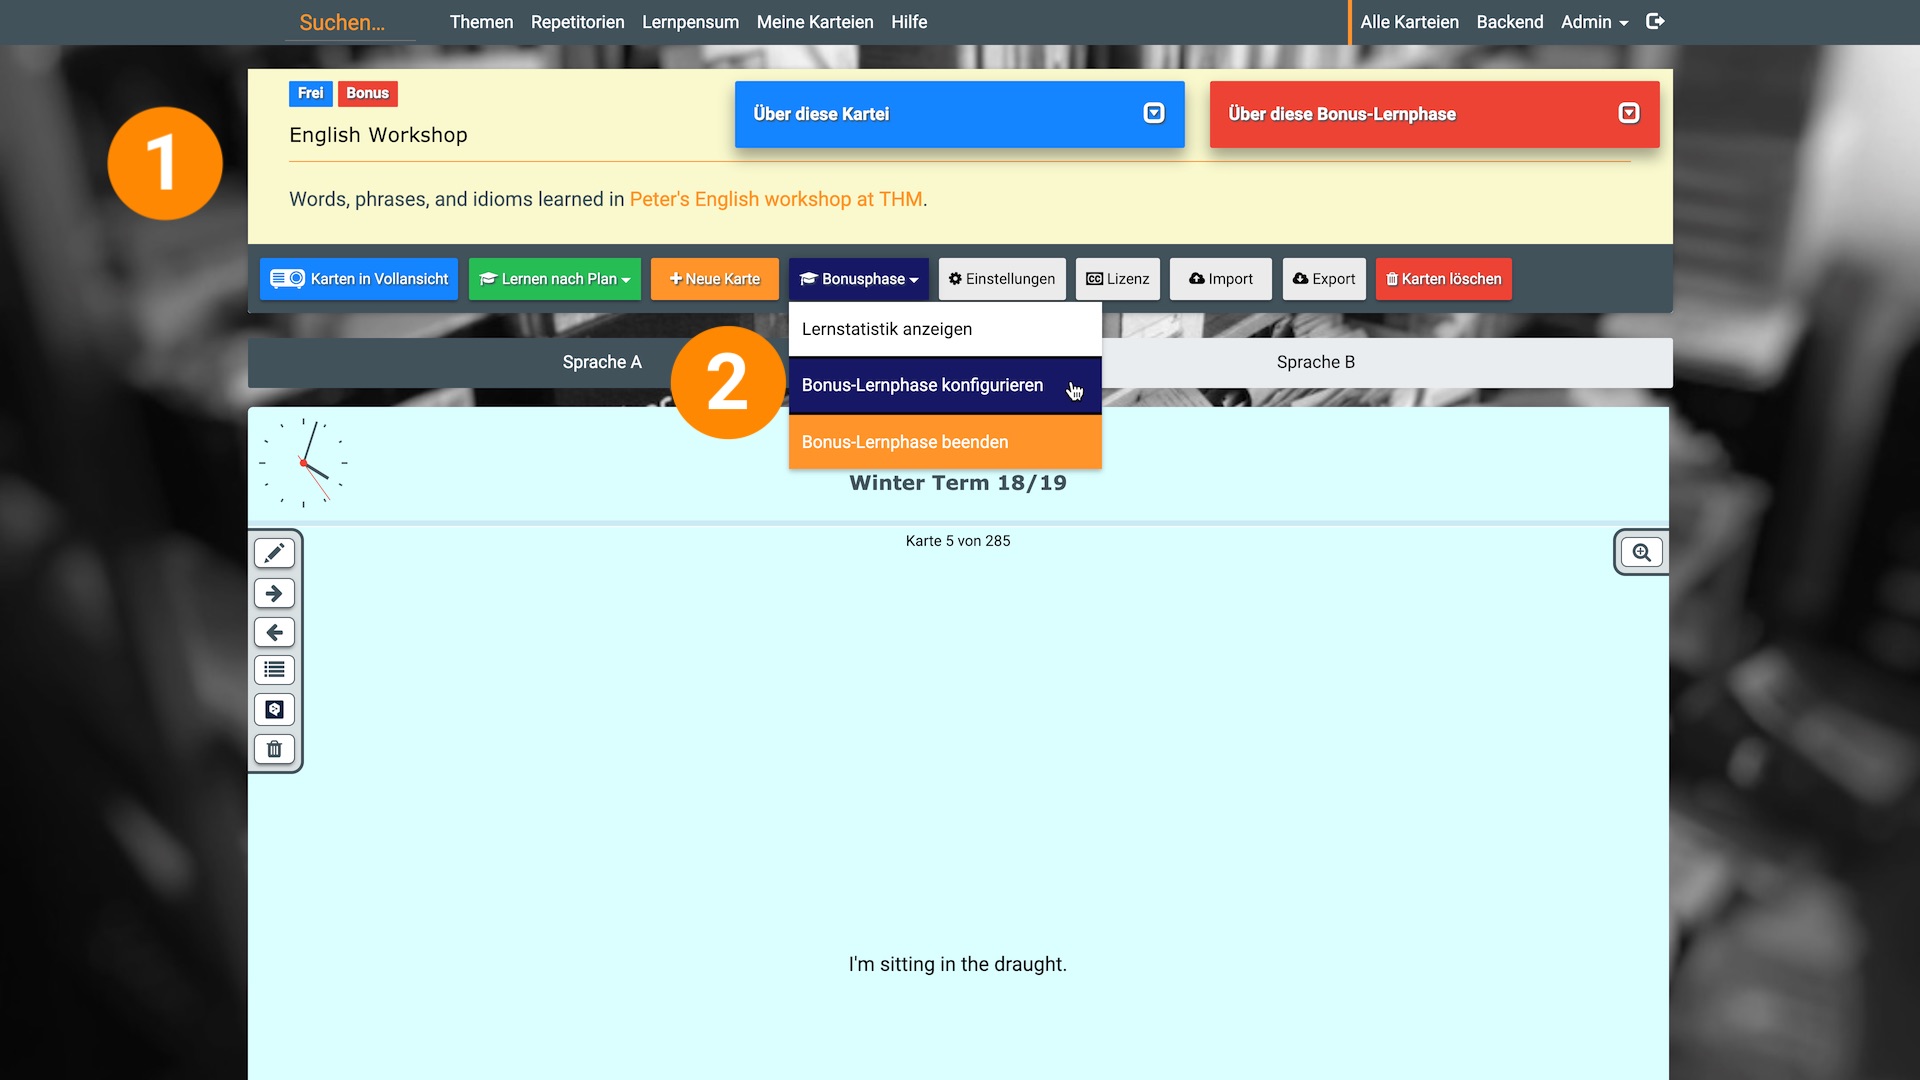 Suchen... Themen Repetitorien Lernpensum Meine Karteien Hilfe Alle Karteien Backend Admin
Frei Bonus
English Workshop
Über diese Kartei
Über diese Bonus-Lernphase
1
Words, phrases, and idioms learned in Peter's English workshop at THM.
Karten in Vollansicht Lernen nach Plan Neue Karte Bonusphase Einstellungen Lizenz Import Export Karten löschen
Lernstatistik anzeigen
Sprache A Sprache B
2
Bonus-Lernphase konfigurieren
Bonus-Lernphase beenden
Winter Term 18/19
Karte 5 von 285
I'm sitting in the draught.